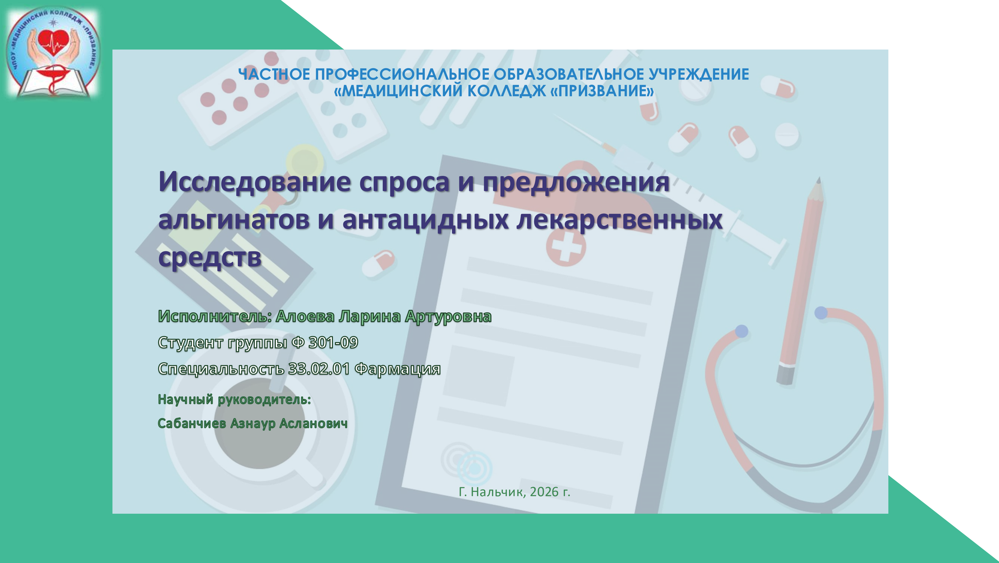 ЧПОУ «МЕДИЦИНСКИЙ КОЛЛЕДЖ «ПРИЗВАНИЕ»
ЧАСТНОЕ ПРОФЕССИОНАЛЬНОЕ ОБРАЗОВАТЕЛЬНОЕ УЧРЕЖДЕНИЕ
«МЕДИЦИНСКИЙ КОЛЛЕДЖ «ПРИЗВАНИЕ»
Исследование спроса и предложения
альгинатов и антацидных лекарственных
средств
Исполнитель: Алоева Ларина Артуровна
Студент группы Ф 301-09
Специальность 33.02.01 Фармация
Научный руководитель:
Сабанчиев Азнаур Асланович
Г. Нальчик, 2026 г.